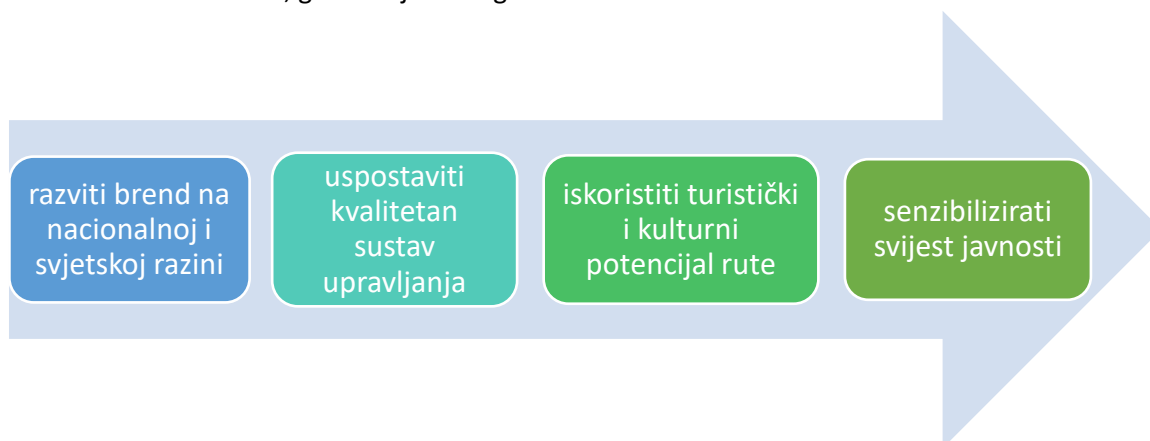 razviti brend na
nacionalnoj i
svjetskoj razini
uspostaviti
kvalitetan
sustav
upravljanja
iskoristiti turistički
i kulturni
potencijal rute
senzibilizirati
svijest javnosti